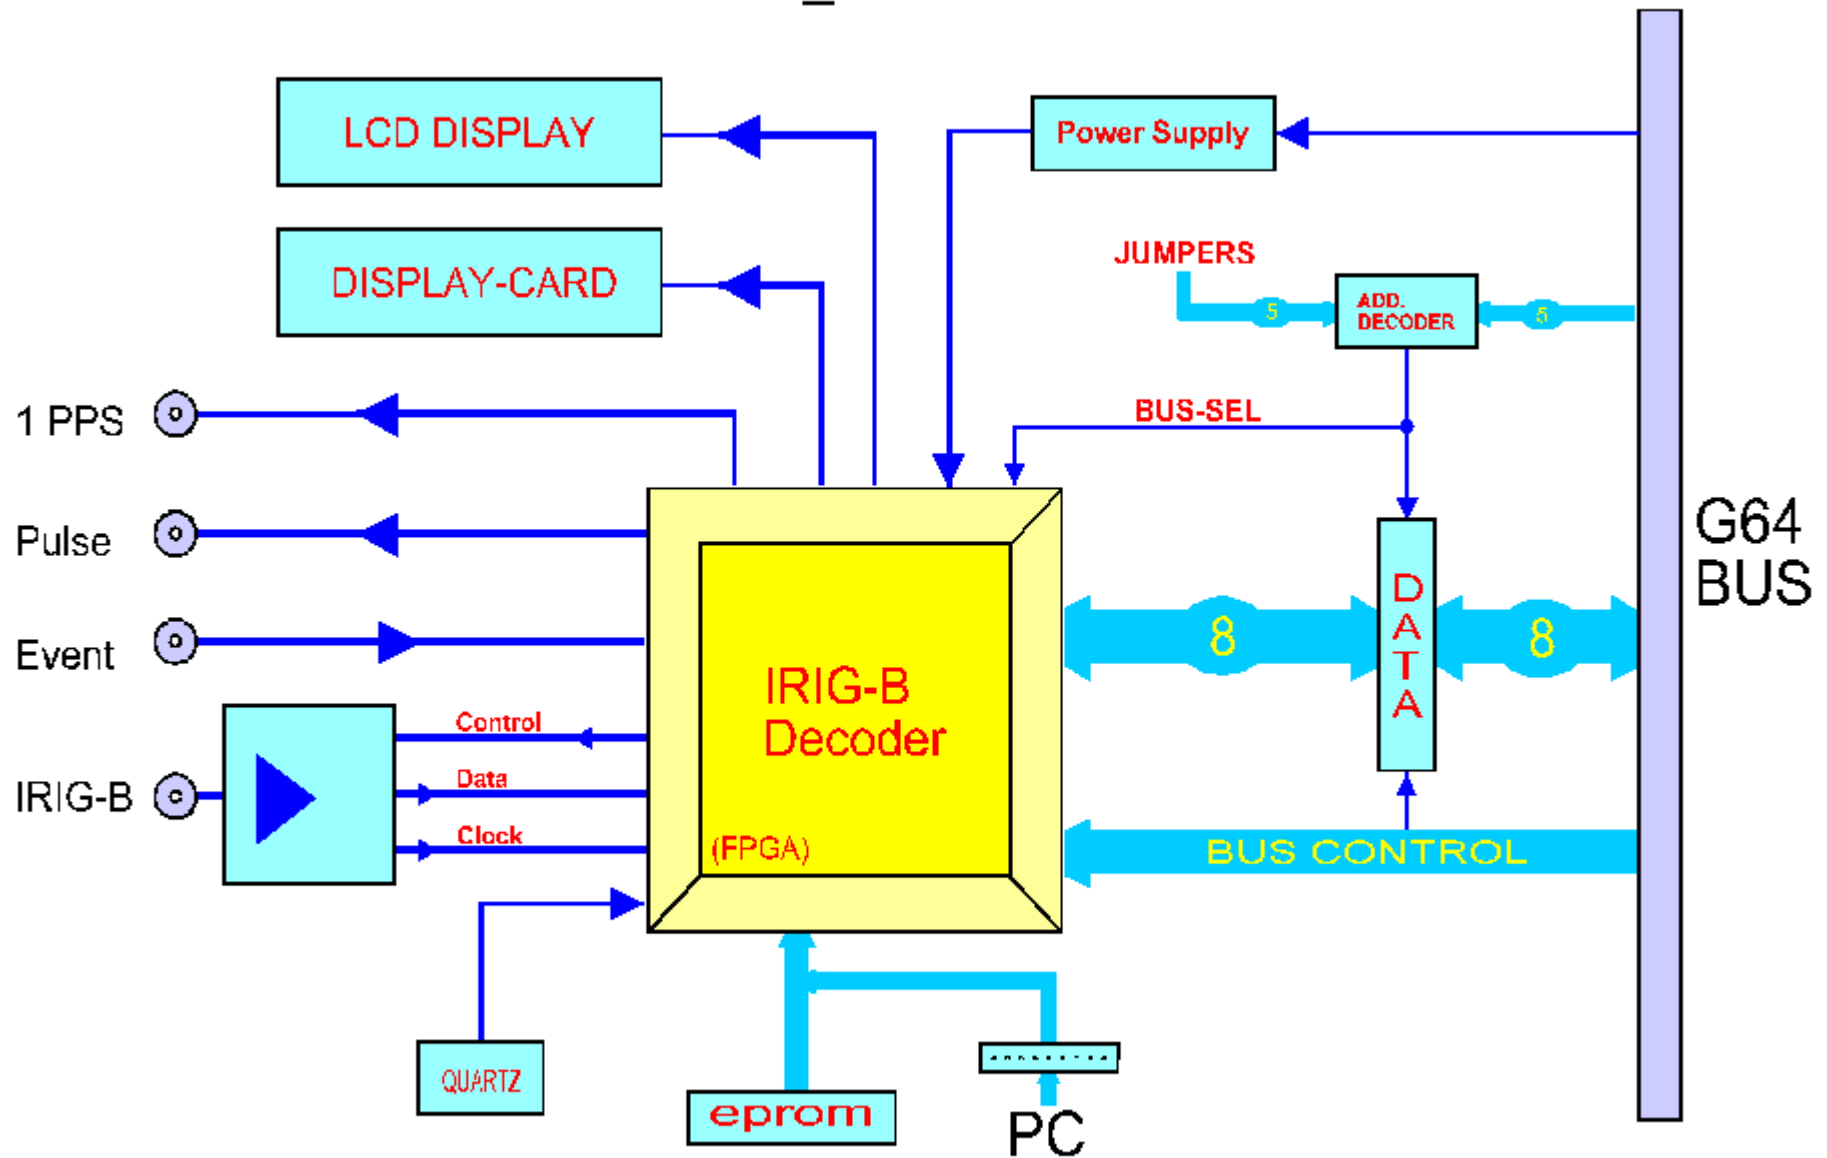 LCD DISPLAY
Power Supply
JUMPERS
DISPLAY-CARD
ADD.
DECODER
5
5
1 PPS
BUS-SEL
G64
BUS
Pulse
DATA
8
8
Event
IRIG-B
Decoder
(FPGA)
Control
Data
Clock
IRIG-B
BUS CONTROL
QUARTZ
eprom
PC